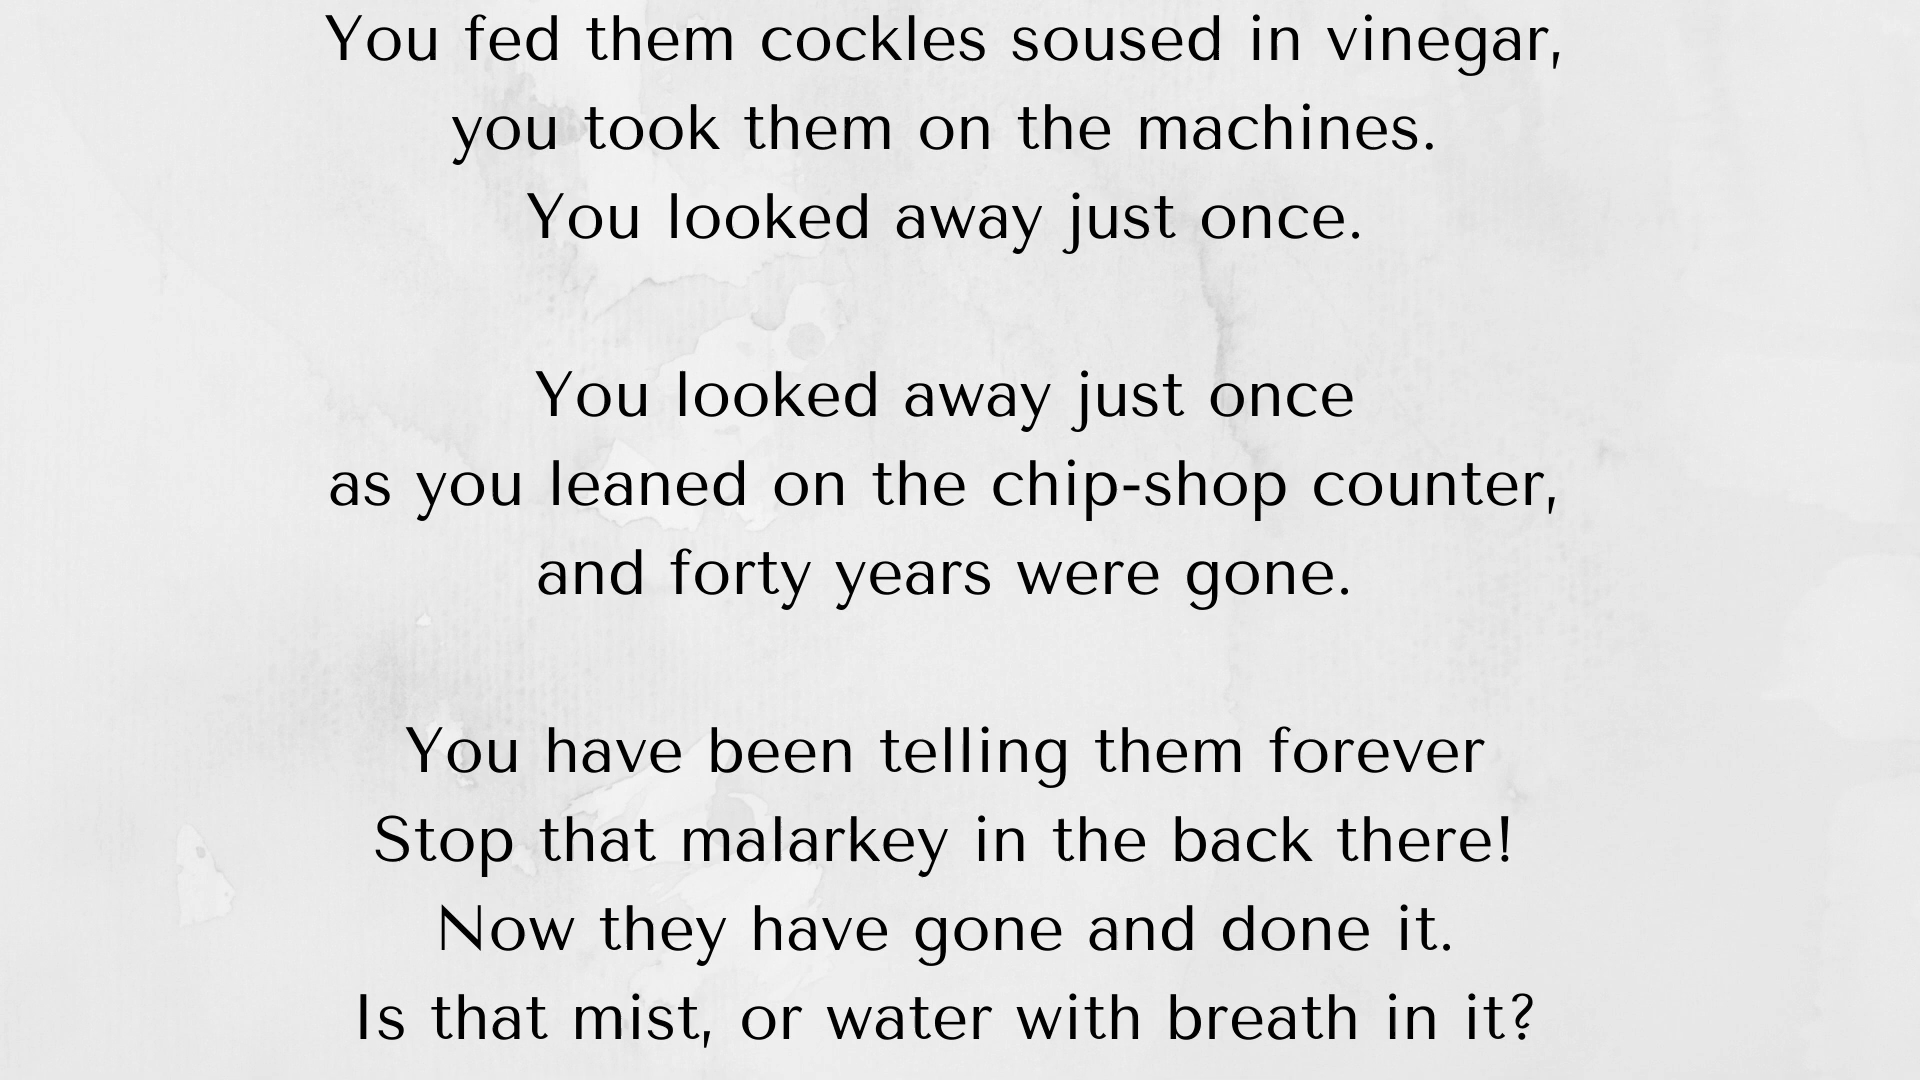 You fed them cockles soused in vinegar,
you took them on the machines.
You looked away just once.
You looked away just once
as you leaned on the chip-shop counter,
and forty years were gone.
You have been telling them forever
Stop that malarkey in the back there!
Now they have gone and done it.
Is that mist, or water with breath in it?